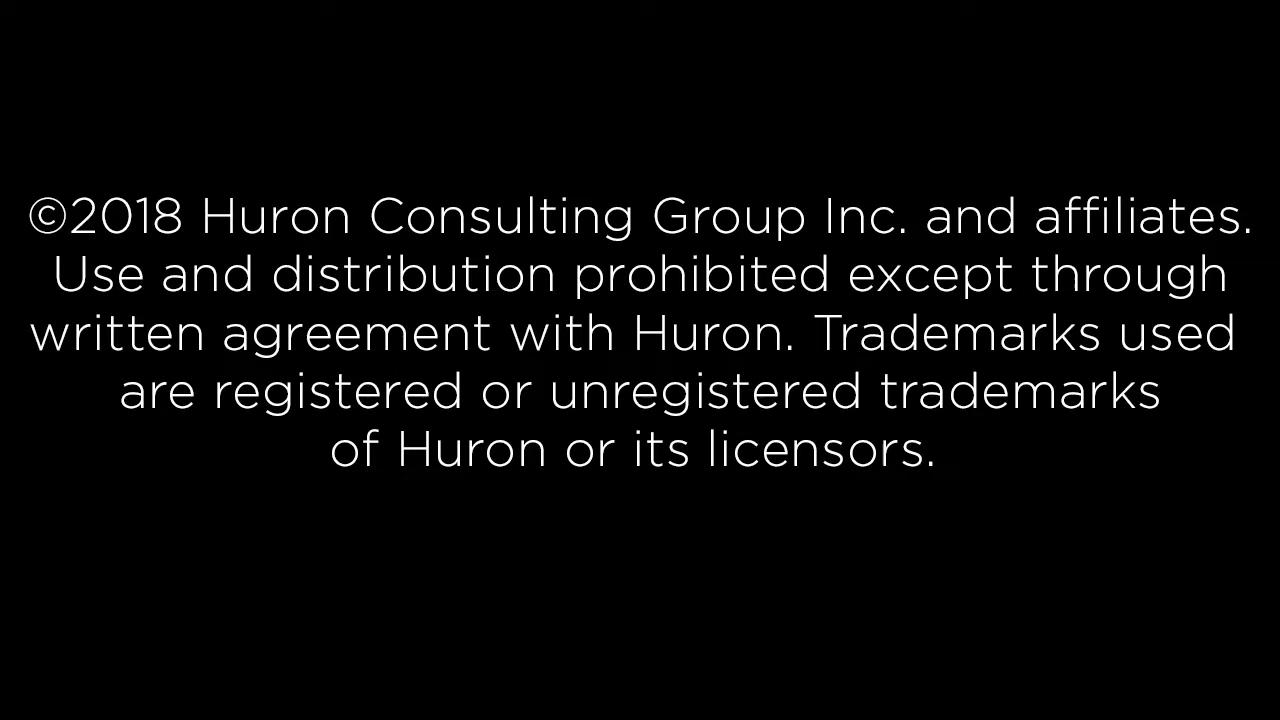 ©2018 Huron Consulting Group Inc. and affiliates.
Use and distribution prohibited except through
written agreement with Huron. Trademarks used
are registered or unregistered trademarks
of Huron or its licensors.